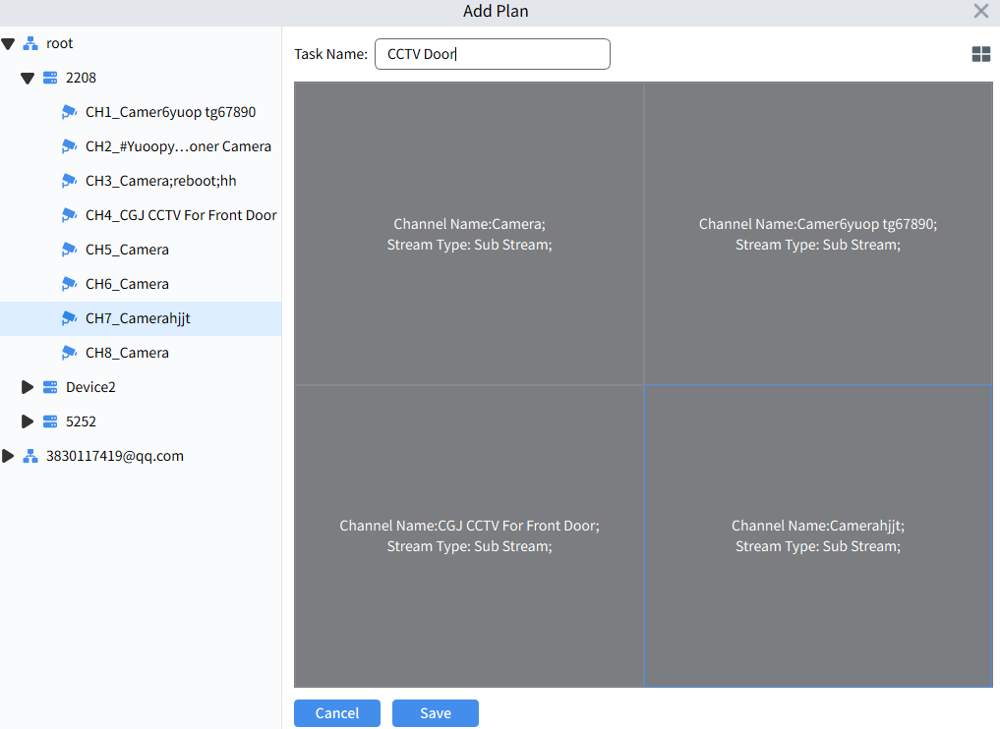 Add Plan
root
2208
CH1_Camer6yuop tg67890
CH2_#Yuoopy...oner Camera
CH3_Camera;reboot;hh
CH4_CGJ CCTV For Front Door
CH5_Camera
CH6_Camera
CH7_Camerahjjt
CH8_Camera
Device2
5252
3830117419@qq.com
Task Name: CCTV Door
Channel Name:Camera;
Stream Type: Sub Stream;
Channel Name:Camer6yuop tg67890;
Stream Type: Sub Stream;
Channel Name:CGJ CCTV For Front Door;
Stream Type: Sub Stream;
Channel Name:Camerahjjt;
Stream Type: Sub Stream;
Cancel
Save